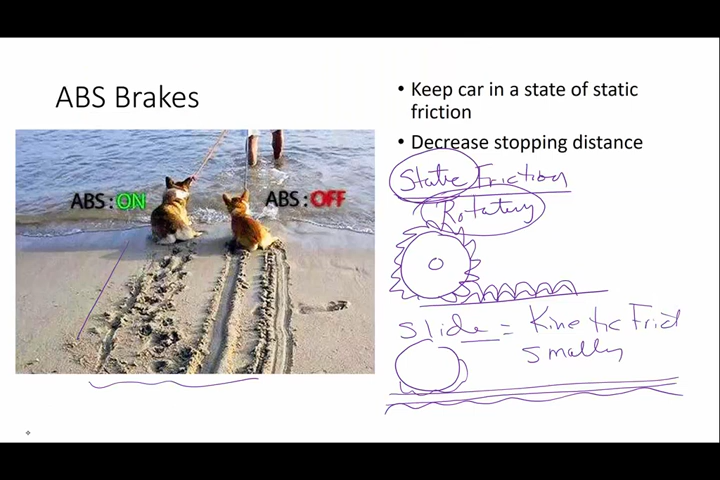 ABS Brakes
ABS: ON
ABS: OFF
• Keep car in a state of static
friction
• Decrease stopping distance
Static Friction
Rotating
Slide = Kinetic Frict
smaller